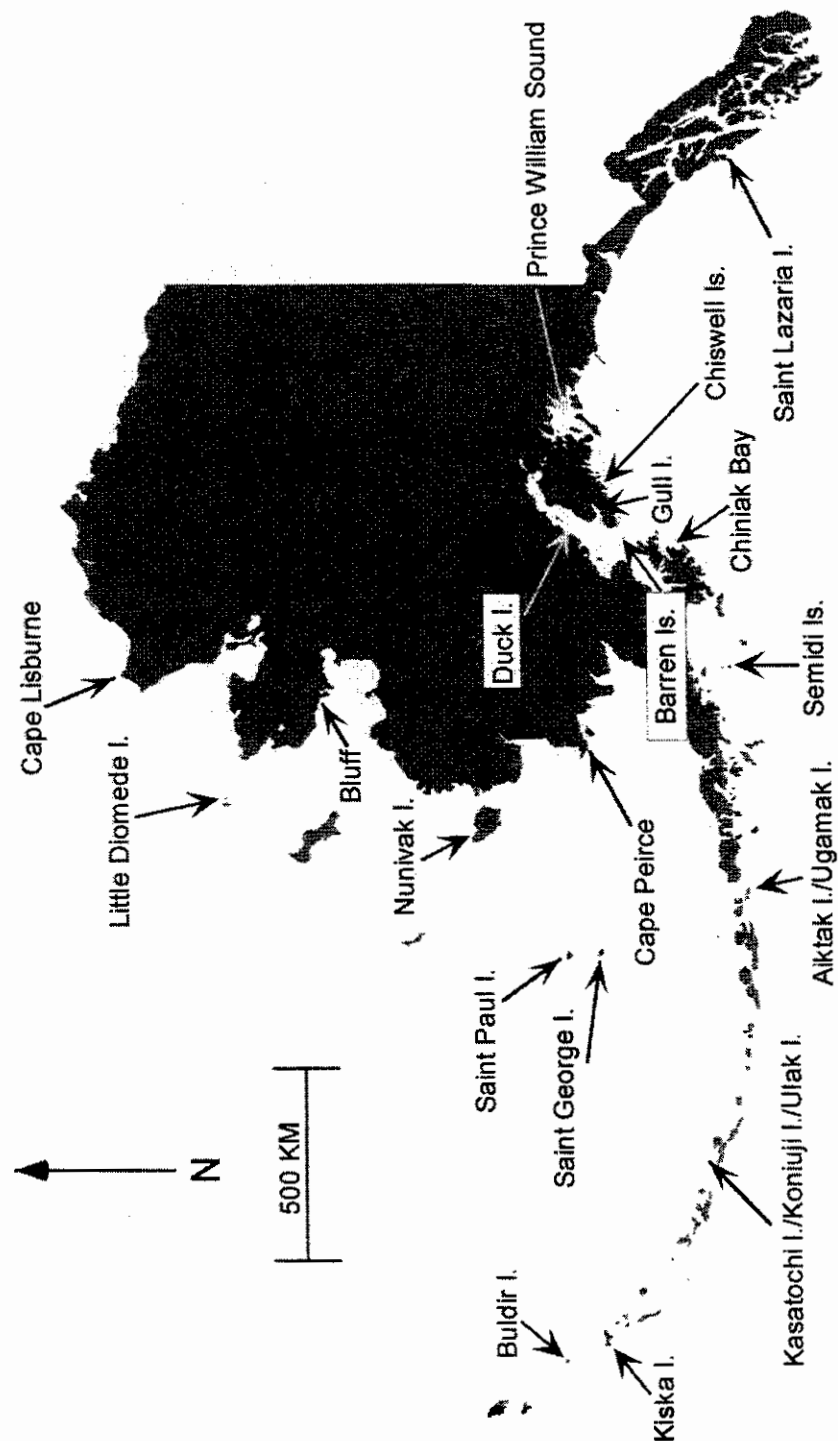 Cape Lisburne
Little Diomede I.
Bluff
Nunivak I.
Saint Paul I.
Saint George I.
Cape Peirce
N
500 KM
Buldir I.
Kiska I.
Kasatochi I./Koniuji I./Ulak I.
Aiktak I./Ugamak I.
Semidi Is.
Barren Is.
Duck I.
Chiniak Bay
Gull I.
Chiswell Is.
Prince William Sound
Saint Lazaria I.